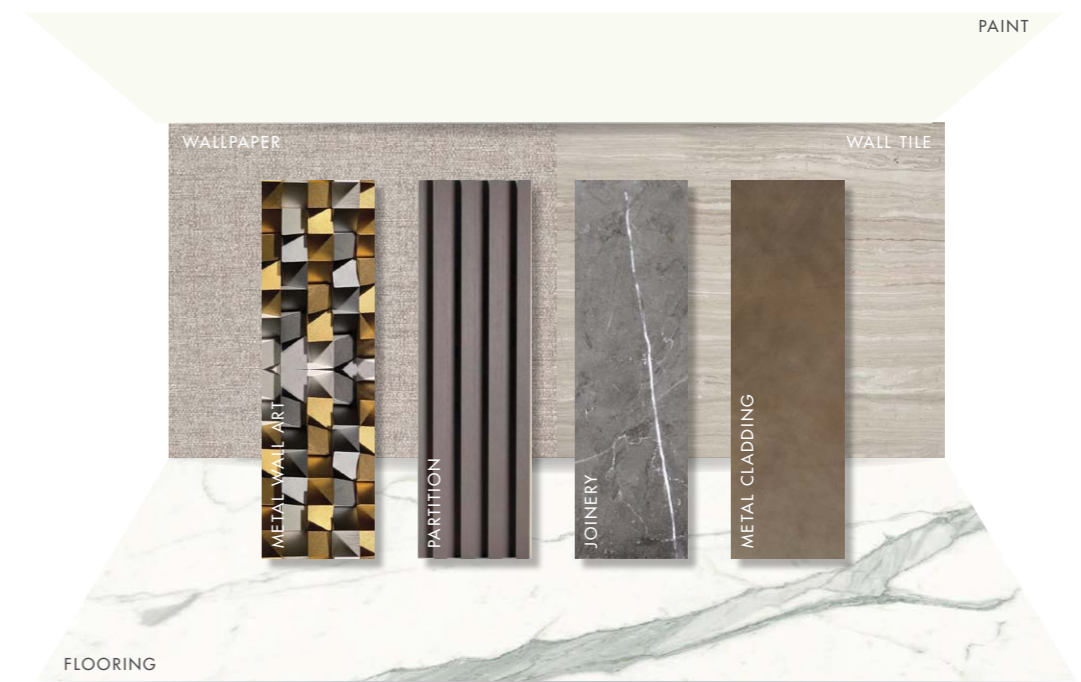 PAINT
WALLPAPER
WALL TILE
METAL WALL ART
PARTITION
JOINERY
METAL CLADDING
FLOORING